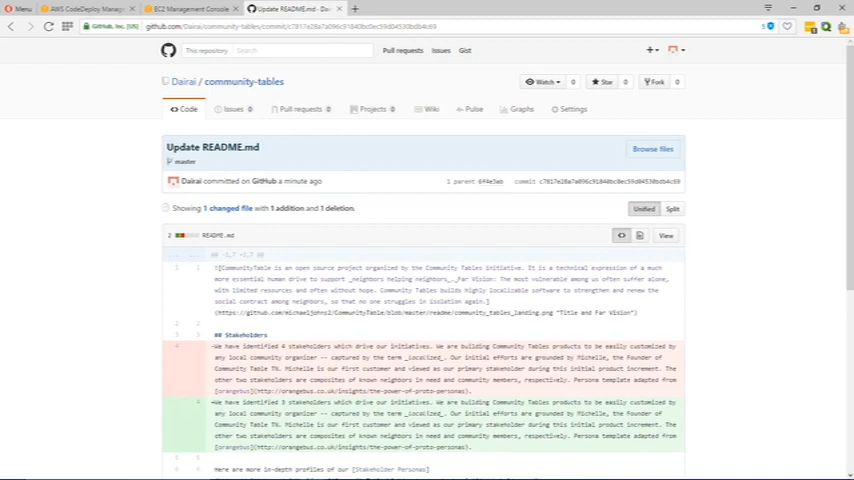 Menu
AWS CodeDeploy Manag
EC2 Management Console
Update README.md - Dai
GitHub, Inc. [US]
github.com/Dairai/community-tables/commit/c7817e28a7a096c91840bc0ec59d04530bdb4c69
5
This repository
Search
Pull requests
Issues
Gist
Dairai / community-tables
Watch
0
Star
0
Fork
0
Code
Issues 0
Pull requests 0
Projects 0
Wiki
Pulse
Graphs
Settings
Update README.md
Browse files
master
Dairai committed on GitHub a minute ago
1 parent 6f4e3ab
commit c7817e28a7a096c91840bc0ec59d04530bdb4c69
Showing 1 changed file with 1 addition and 1 deletion.
Unified
Split
2
README.md
View
@@ -1,7 +1,7 @@
1 1 ![CommunityTable is an open source project organized by the Community Tables initiative. It is a technical expression of a much
more essential human drive to support _neighbors helping neighbors_._Far Vision: The most vulnerable among us often suffer alone,
with limited resources and often without hope. Community Tables builds highly localizable software to strengthen and renew the
social contract among neighbors, so that no one struggles in isolation again.]
(https://github.com/michaeljohns1/CommunityTable/blob/master/readme/community_tables_landing.png "Title and Far Vision")
2 2
3 3 ## Stakeholders
4 -We have identified 4 stakeholders which drive our initiatives. We are building Community Tables products to be easily customized by
any local community organizer -- captured by the term _localized_. Our initial efforts are grounded by Michelle, the Founder of
Community Table TN. Michelle is our first customer and viewed as our primary stakeholder during this initial product increment. The
other two stakeholders are composites of known neighbors in need and community members, respectively. Persona template adapted from
[orangebus](http://orangebus.co.uk/insights/the-power-of-proto-personas).
4 +We have identified 3 stakeholders which drive our initiatives. We are building Community Tables products to be easily customized by
any local community organizer -- captured by the term _localized_. Our initial efforts are grounded by Michelle, the Founder of
Community Table TN. Michelle is our first customer and viewed as our primary stakeholder during this initial product increment. The
other two stakeholders are composites of known neighbors in need and community members, respectively. Persona template adapted from
[orangebus](http://orangebus.co.uk/insights/the-power-of-proto-personas).
5 5
6 6 Here are more in-depth profiles of our [Stakeholder Personas]